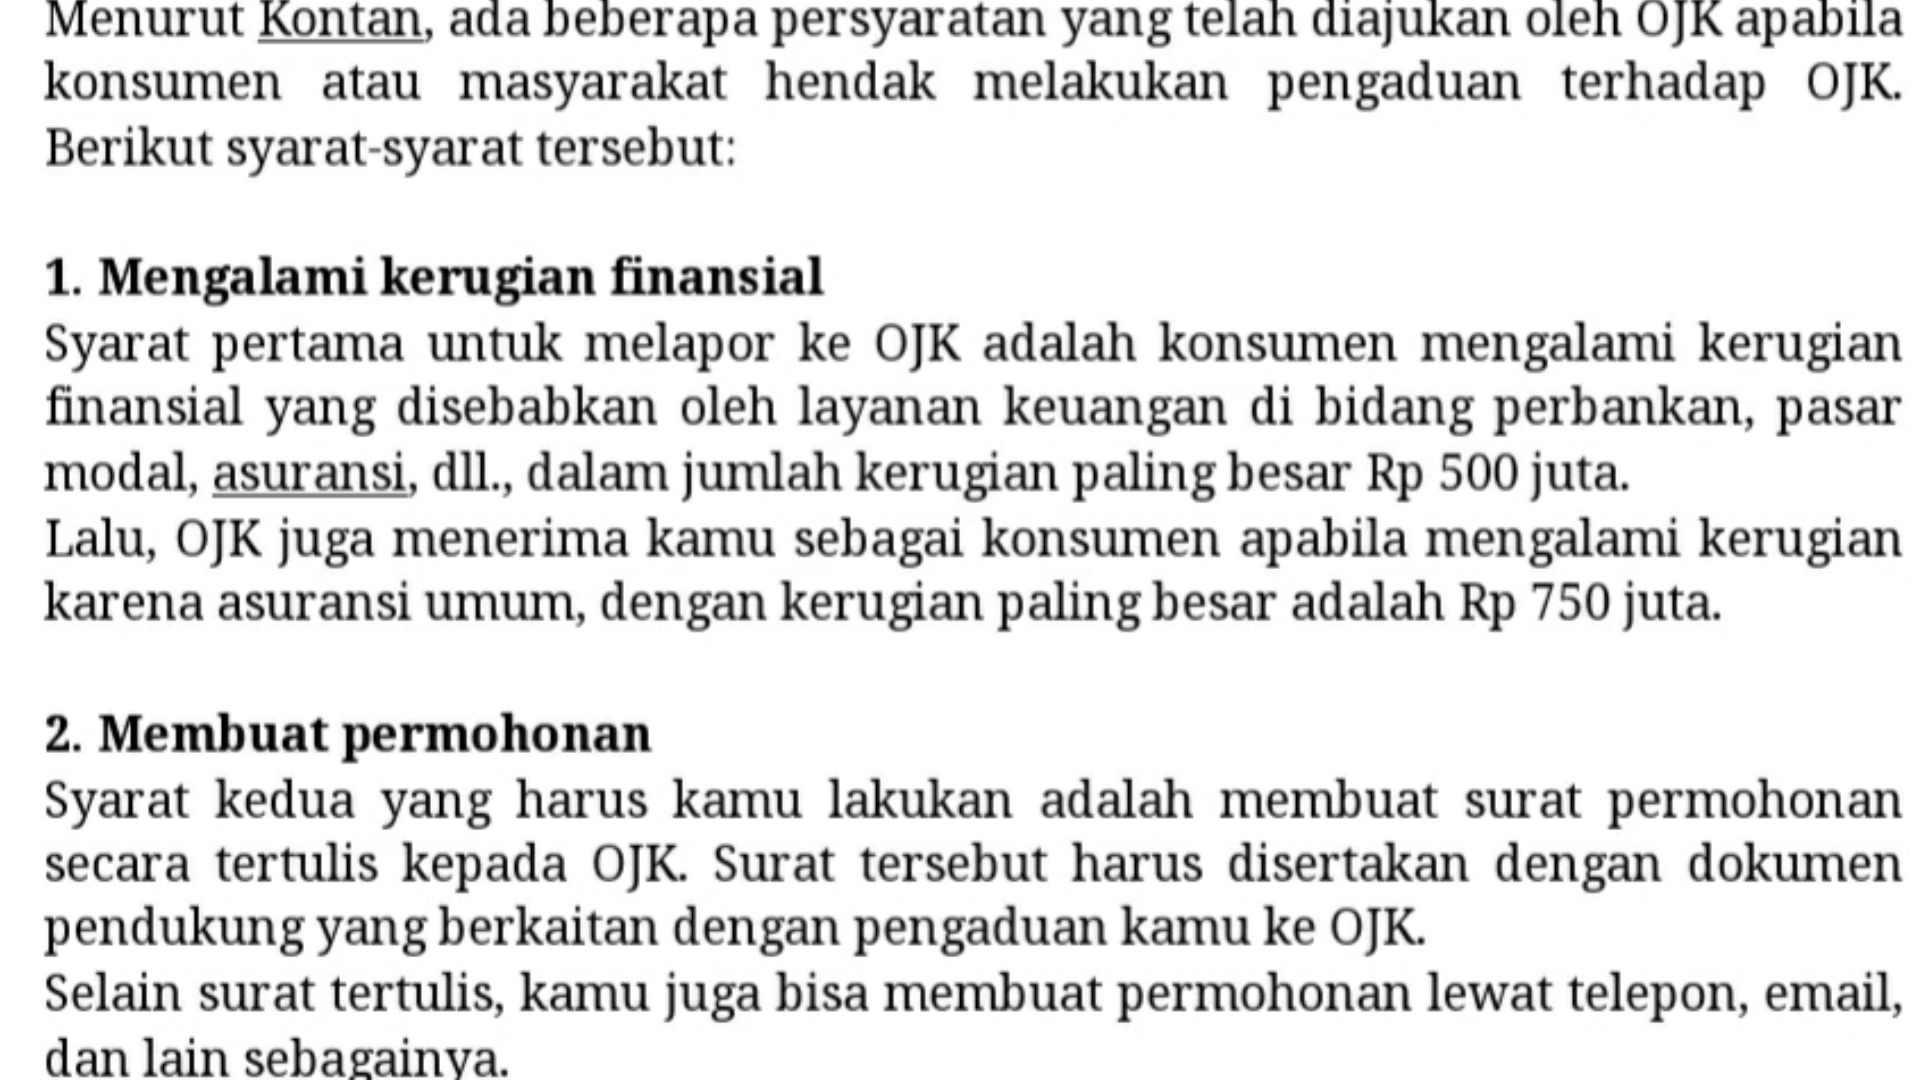 Menurut Kontan, ada beberapa persyaratan yang telah diajukan oleh OJK apabila
konsumen atau masyarakat hendak melakukan pengaduan terhadap OJK.
Berikut syarat-syarat tersebut:
1. Mengalami kerugian finansial
Syarat pertama untuk melapor ke OJK adalah konsumen mengalami kerugian
finansial yang disebabkan oleh layanan keuangan di bidang perbankan, pasar
modal, asuransi, dll., dalam jumlah kerugian paling besar Rp 500 juta.
Lalu, OJK juga menerima kamu sebagai konsumen apabila mengalami kerugian
karena asuransi umum, dengan kerugian paling besar adalah Rp 750 juta.
2. Membuat permohonan
Syarat kedua yang harus kamu lakukan adalah membuat surat permohonan
secara tertulis kepada OJK. Surat tersebut harus disertakan dengan dokumen
pendukung yang berkaitan dengan pengaduan kamu ke OJK.
Selain surat tertulis, kamu juga bisa membuat permohonan lewat telepon, email,
dan lain sebagainya.